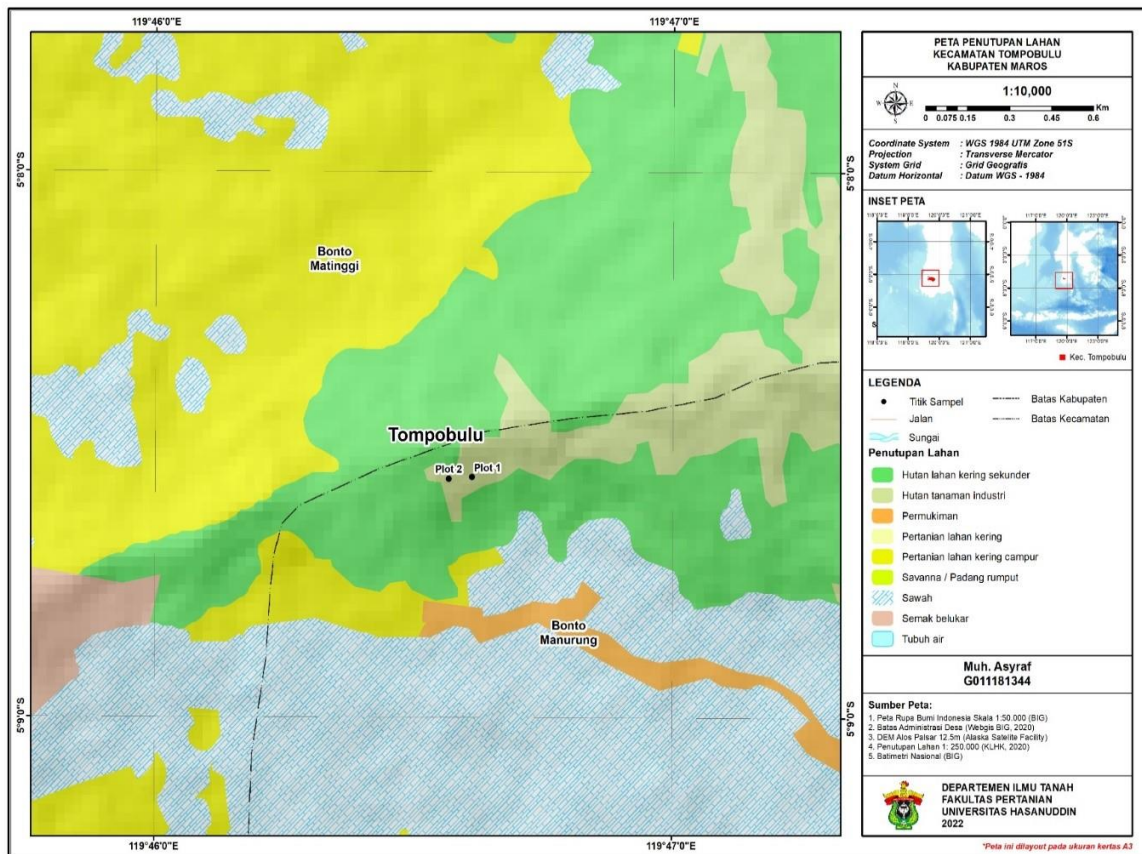 119°46'0"E
119°47'0"E
5°8'0"S
5°8'0"S
Bonto
Matinggi
Tompobulu
Plot 2
Plot 1
Bonto
Manurung
5°9'0"S
5°9'0"S
119°46'0"E
119°47'0"E
PETA PENUTUPAN LAHAN
KECAMATAN TOMPOBULU
KABUPATEN MAROS
N
W E
S
1:10,000
Km
0 0.075 0.15 0.3 0.45 0.6
Coordinate System : WGS 1984 UTM Zone 51S
Projection : Transverse Mercator
System Grid : Grid Geografis
Datum Horizontal : Datum WGS - 1984
INSET PETA
Kec. Tompobulu
LEGENDA
Titik Sampel
Batas Kabupaten
Jalan
Batas Kecamatan
Sungai
Penutupan Lahan
Hutan lahan kering sekunder
Hutan tanaman industri
Permukiman
Pertanian lahan kering
Pertanian lahan kering campur
Savanna / Padang rumput
Sawah
Semak belukar
Tubuh air
Muh. Asyraf
G011181344
Sumber Peta:
1. Peta Rupa Bumi Indonesia Skala 1:50.000 (BIG)
2. Batas Administrasi Desa (Webgis BIG, 2020)
3. DEM Alos Palsar 12.5m (Alaska Satelite Facility)
4. Penutupan Lahan 1: 250.000 (KLHK, 2020)
5. Batimetri Nasional (BIG)
DEPARTEMEN ILMU TANAH
FAKULTAS PERTANIAN
UNIVERSITAS HASANUDDIN
2022
*Peta ini dilayout pada ukuran kertas A3